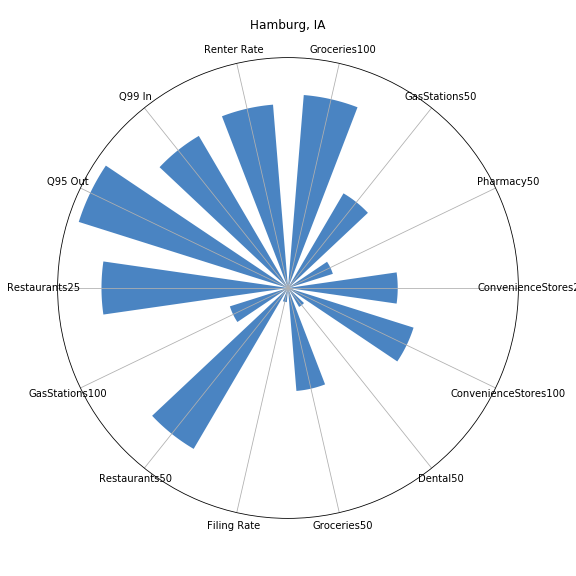 Hamburg, IA
Renter Rate
Groceries100
Q99 In
GasStations50
Q95 Out
Pharmacy50
Restaurants25
ConvenienceStores2
GasStations100
ConvenienceStores100
Restaurants50
Dental50
Filing Rate
Groceries50